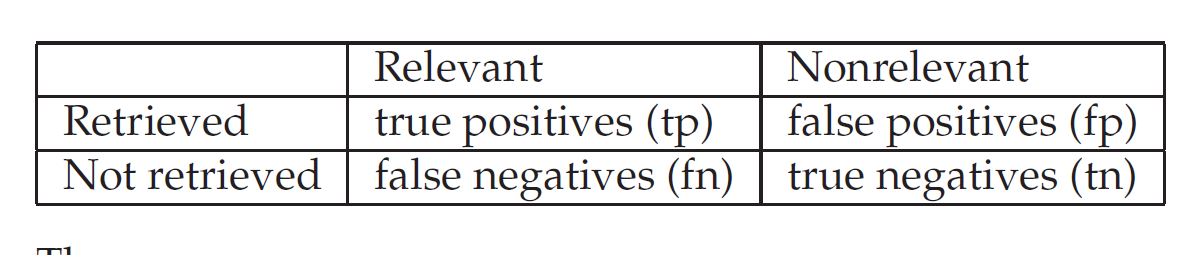 Relevant Nonrelevant
Retrieved true positives (tp) false positives (fp)
Not retrieved false negatives (fn) true negatives (tn)